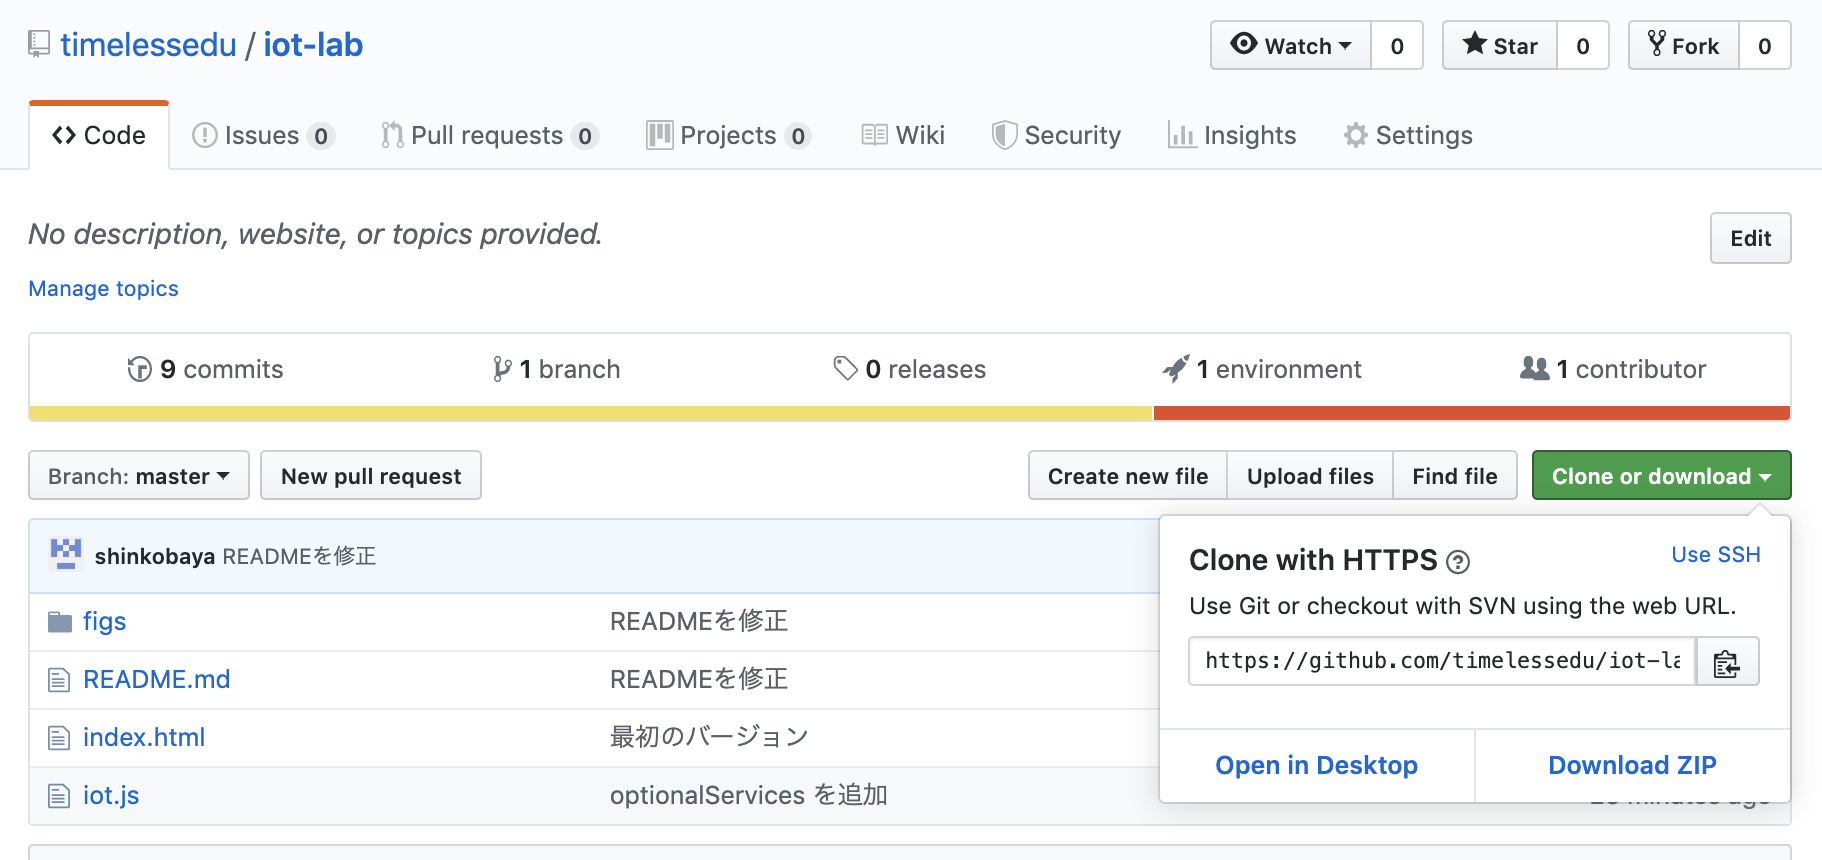 timelessedu / iot-lab
Watch 0 Star 0 Fork 0
Code Issues 0 Pull requests 0 Projects 0 Wiki Security Insights Settings
No description, website, or topics provided.
Edit
Manage topics
9 commits 1 branch 0 releases 1 environment 1 contributor
Branch: master New pull request Create new file Upload files Find file Clone or download
shinkobaya READMEを修正
figs READMEを修正
README.md READMEを修正
index.html 最初のバージョン
iot.js optionalServices を追加
Clone with HTTPS ? Use SSH
Use Git or checkout with SVN using the web URL.
https://github.com/timelessedu/iot-la
Open in Desktop Download ZIP